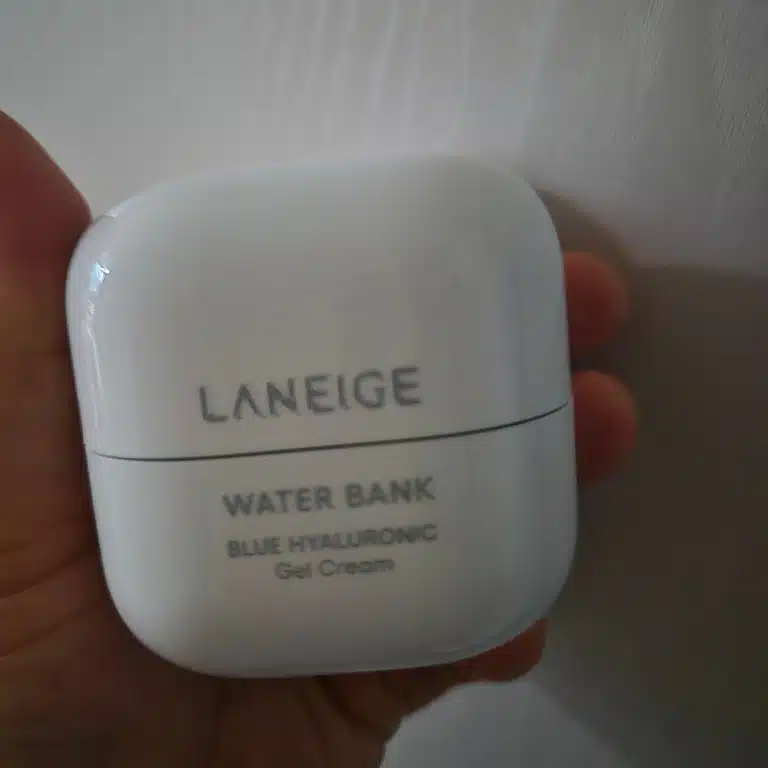 LANEIGE
WATER BANK
BLUE HYALURONIC
Gel Cream